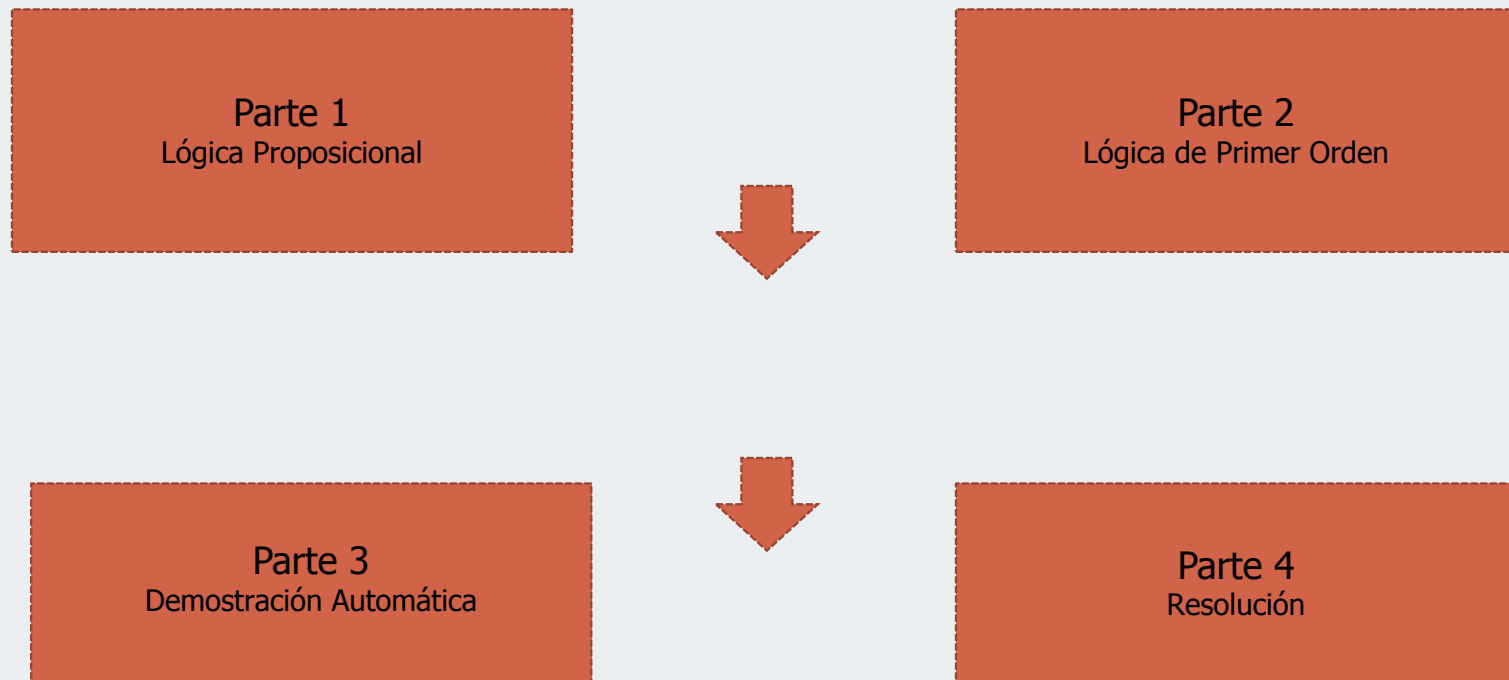 Parte 1
Lógica Proposicional
Parte 2
Lógica de Primer Orden
Parte 3
Demostración Automática
Parte 4
Resolución